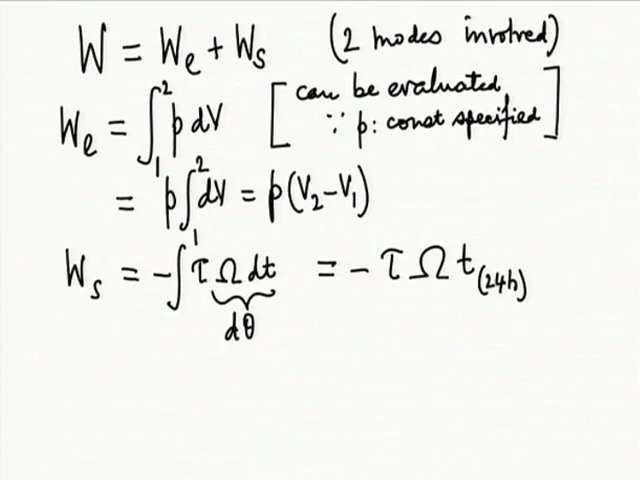 W = We + Ws (2 modes involved)
We = ∫₁² p dV [can be evaluated, ∵ p: const specified]
= p∫₁² dV = p(V₂–V₁)
Ws = –∫ τ Ω dt = – τ Ω t(24h)
dθ